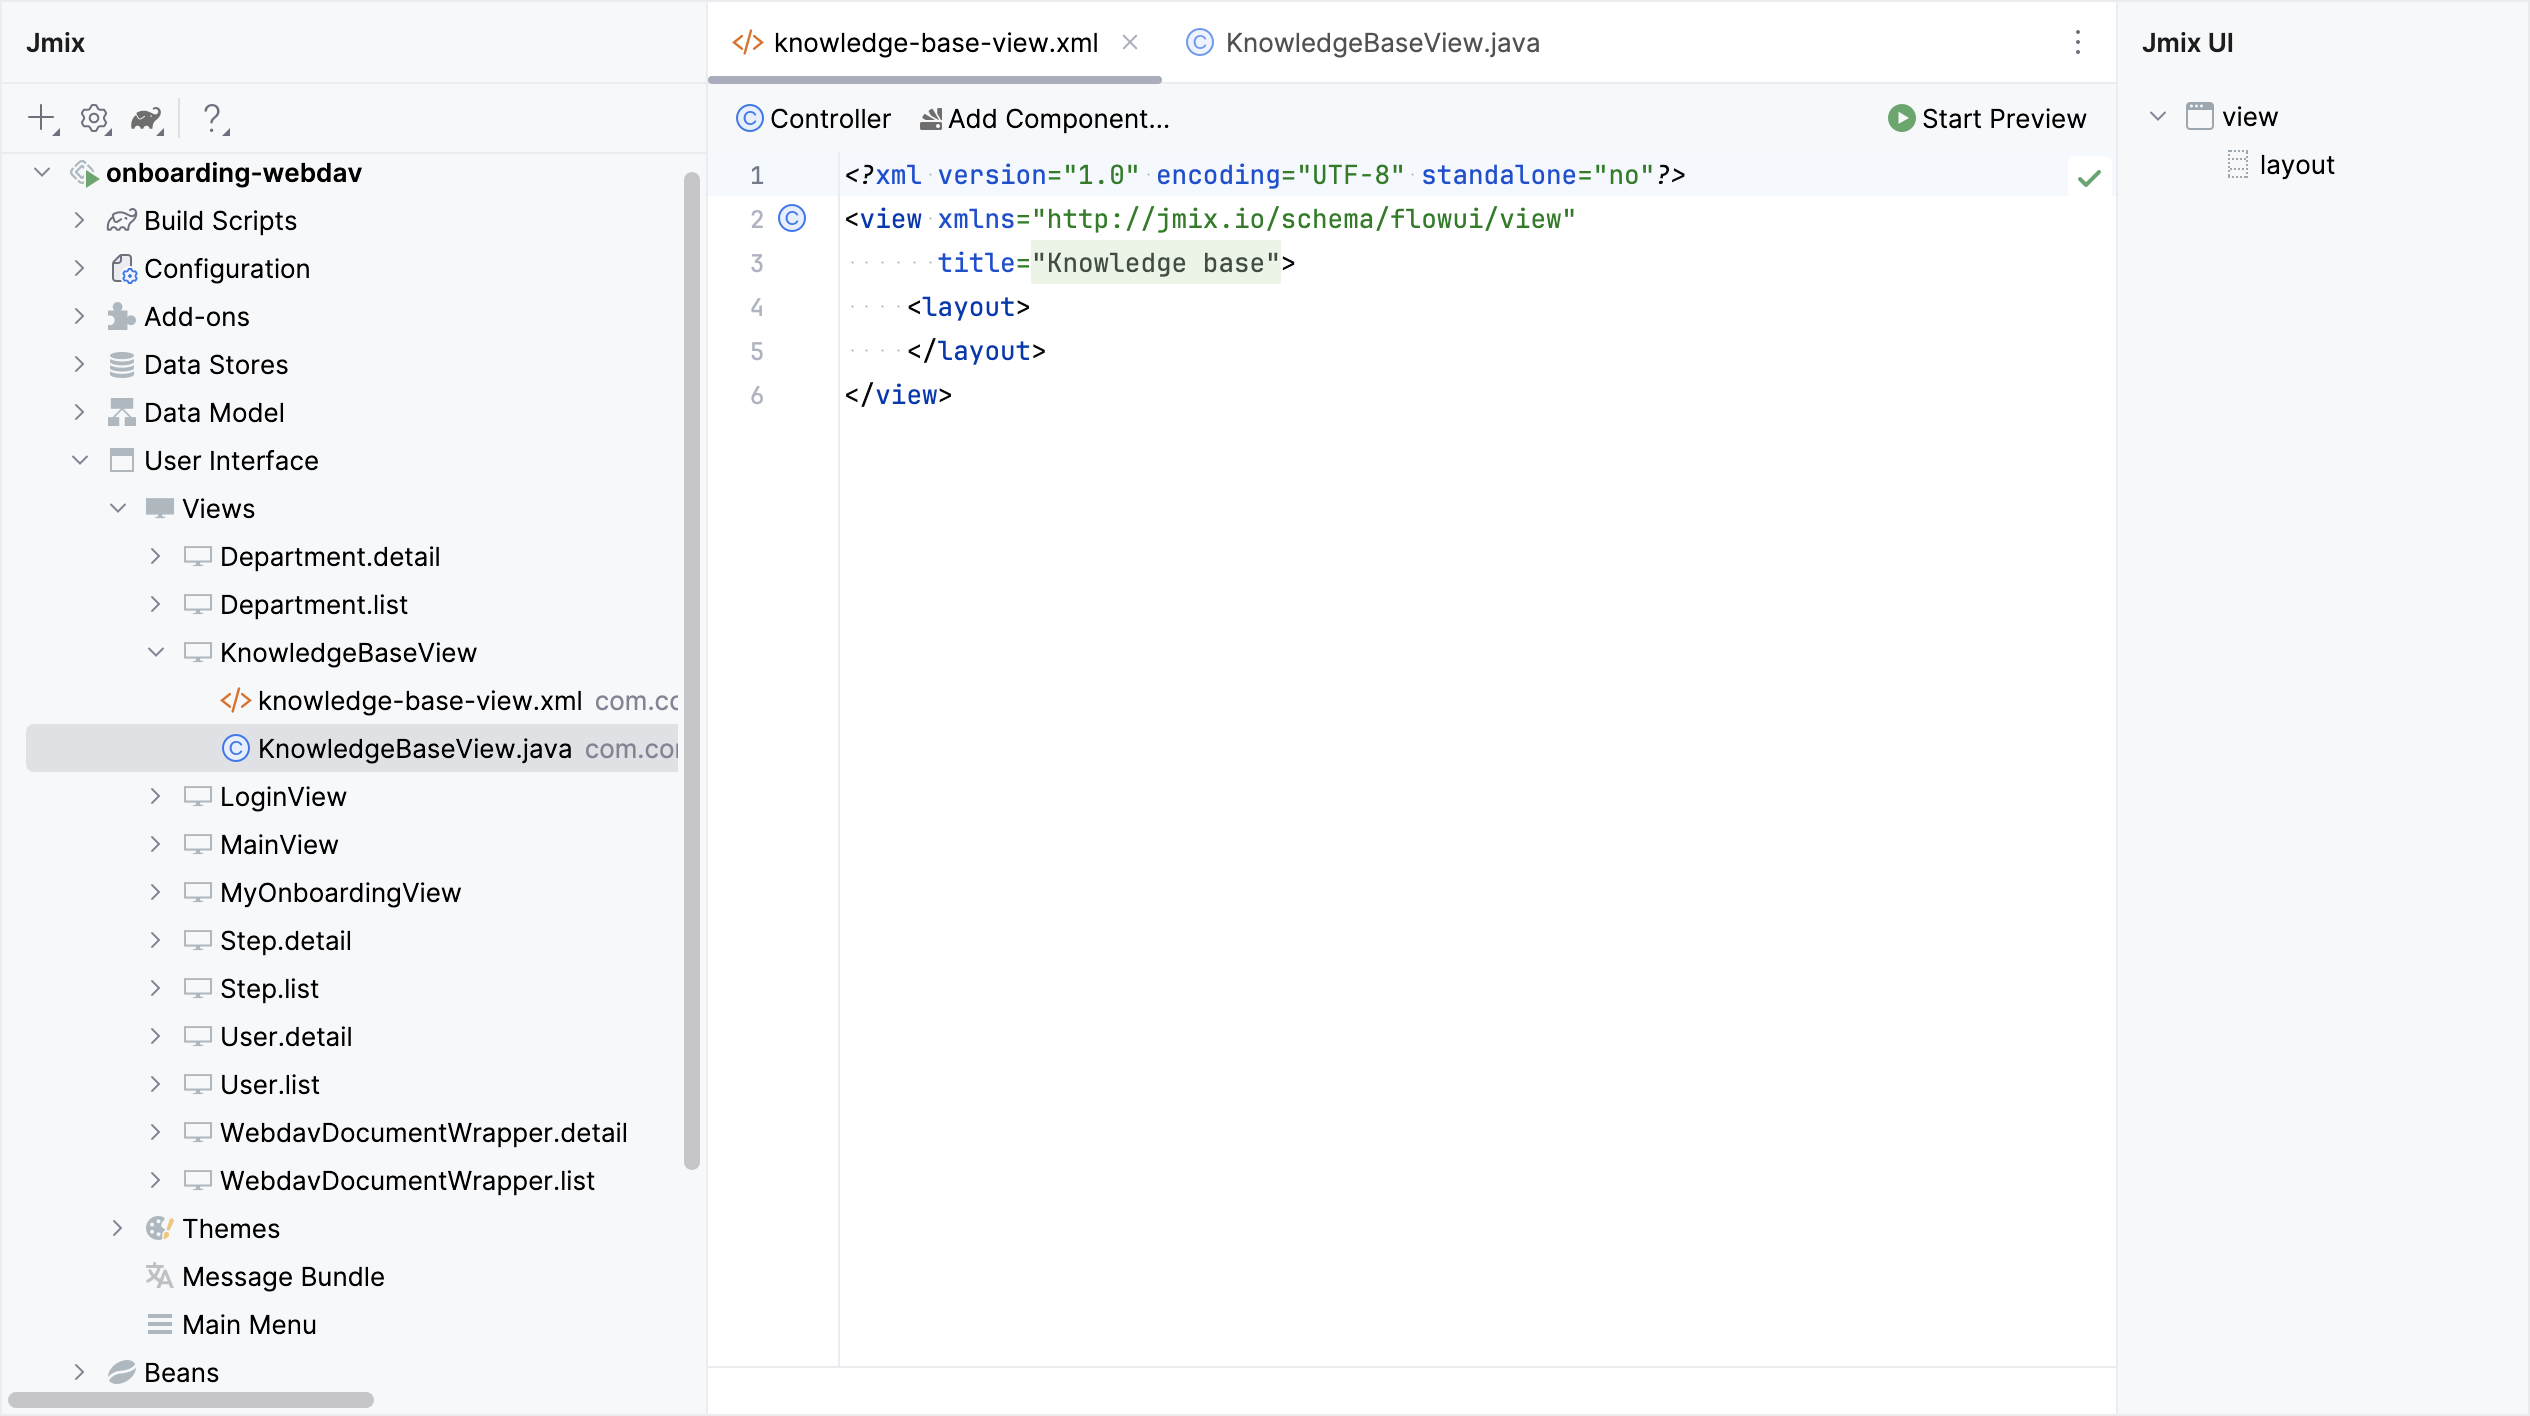 Jmix
onboarding-webdav
Build Scripts
Configuration
Add-ons
Data Stores
Data Model
User Interface
Views
Department.detail
Department.list
KnowledgeBaseView
knowledge-base-view.xml
KnowledgeBaseView.java
LoginView
MainView
MyOnboardingView
Step.detail
Step.list
User.detail
User.list
WebdavDocumentWrapper.detail
WebdavDocumentWrapper.list
Themes
Message Bundle
Main Menu
Beans
knowledge-base-view.xml KnowledgeBaseView.java
Controller Add Component... Start Preview
1 <?xml version="1.0" encoding="UTF-8" standalone="no"?>
2 <view xmlns="http://jmix.io/schema/flowui/view"
3 title="Knowledge base">
4 <layout>
5 </layout>
6 </view>
Jmix UI
view
layout